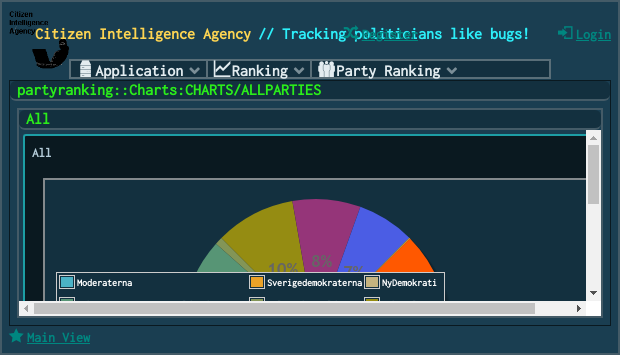 Citizen
Intelligence
Agency
Citizen Intelligence Agency // Tracking politicians like bugs!
Register
Login
Application
Ranking
Party Ranking
partyranking::Charts:CHARTS/ALLPARTIES
All
All
10%
8%
Moderaterna
Sverigedemokraterna
NyDemokrati
Main View